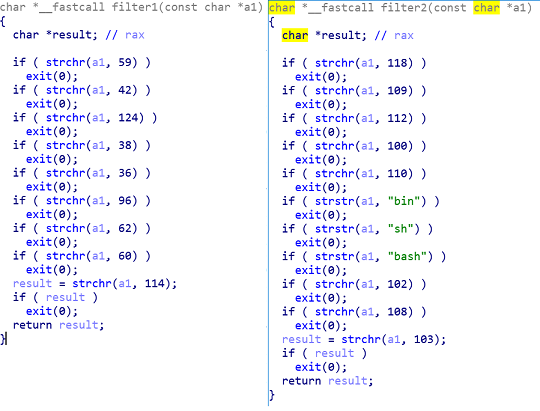 char *__fastcall filter1(const char *a1)
{
  char *result; // rax

  if ( strchr(a1, 59) )
    exit(0);
  if ( strchr(a1, 42) )
    exit(0);
  if ( strchr(a1, 124) )
    exit(0);
  if ( strchr(a1, 38) )
    exit(0);
  if ( strchr(a1, 36) )
    exit(0);
  if ( strchr(a1, 96) )
    exit(0);
  if ( strchr(a1, 62) )
    exit(0);
  if ( strchr(a1, 60) )
    exit(0);
  result = strchr(a1, 114);
  if ( result )
    exit(0);
  return result;
}
char *__fastcall filter2(const char *a1)
{
  char *result; // rax

  if ( strchr(a1, 118) )
    exit(0);
  if ( strchr(a1, 109) )
    exit(0);
  if ( strchr(a1, 112) )
    exit(0);
  if ( strchr(a1, 100) )
    exit(0);
  if ( strchr(a1, 110) )
    exit(0);
  if ( strstr(a1, "bin") )
    exit(0);
  if ( strstr(a1, "sh") )
    exit(0);
  if ( strstr(a1, "bash") )
    exit(0);
  if ( strchr(a1, 102) )
    exit(0);
  if ( strchr(a1, 108) )
    exit(0);
  result = strchr(a1, 103);
  if ( result )
    exit(0);
  return result;
}